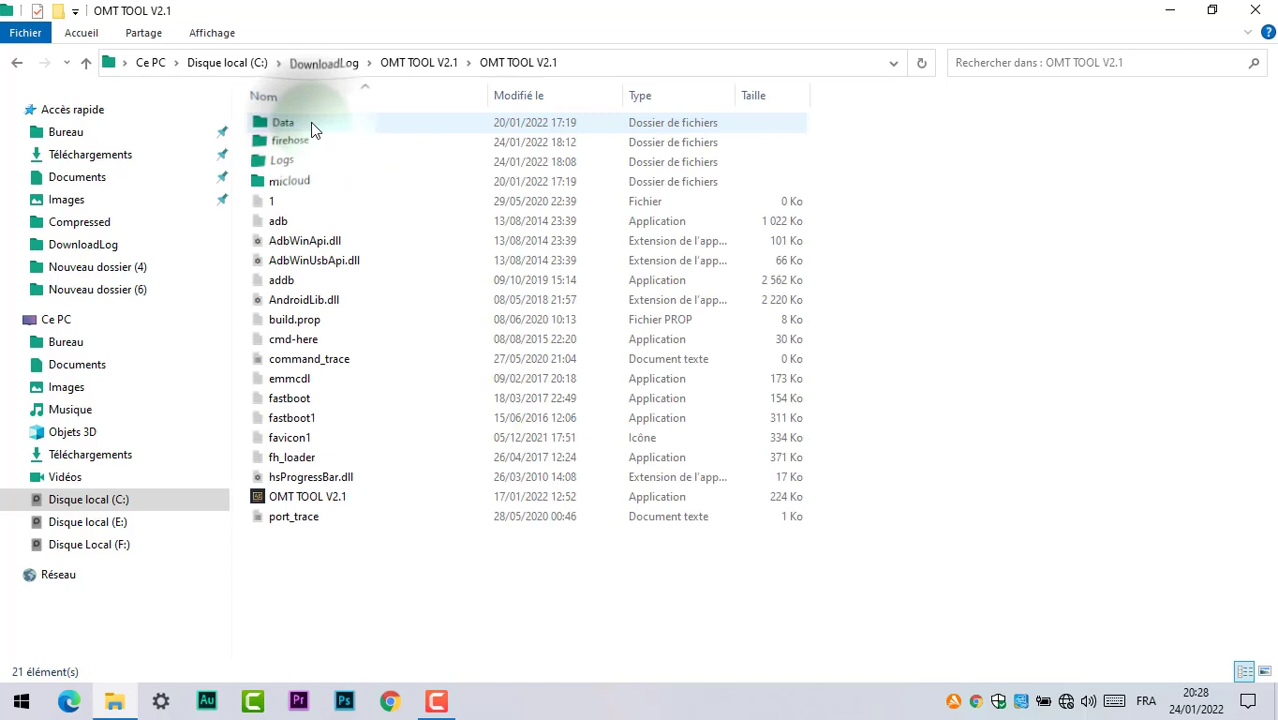 OMT TOOL V2.1
Fichier Accueil Partage Affichage
Ce PC > Disque local (C:) > DownloadLog > OMT TOOL V2.1 > OMT TOOL V2.1
Rechercher dans : OMT TOOL V2.1
Accès rapide
Bureau
Téléchargements
Documents
Images
Compressed
DownloadLog
Nouveau dossier (4)
Nouveau dossier (6)
Ce PC
Bureau
Documents
Images
Musique
Objets 3D
Téléchargements
Vidéos
Disque local (C:)
Disque local (E:)
Disque Local (F:)
Réseau
Nom Modifié le Type Taille
Data 20/01/2022 17:19 Dossier de fichiers
firehose 24/01/2022 18:12 Dossier de fichiers
Logs 24/01/2022 18:08 Dossier de fichiers
micloud 20/01/2022 17:19 Dossier de fichiers
1 29/05/2020 22:39 Fichier 0 Ko
adb 13/08/2014 23:39 Application 1 022 Ko
AdbWinApi.dll 13/08/2014 23:39 Extension de l'app... 101 Ko
AdbWinUsbApi.dll 13/08/2014 23:39 Extension de l'app... 66 Ko
addb 09/10/2019 15:14 Application 2 562 Ko
AndroidLib.dll 08/05/2018 21:57 Extension de l'app... 2 220 Ko
build.prop 08/06/2020 10:13 Fichier PROP 8 Ko
cmd-here 08/08/2015 22:20 Application 30 Ko
command_trace 27/05/2020 21:04 Document texte 0 Ko
emmcdl 09/02/2017 20:18 Application 173 Ko
fastboot 18/03/2017 22:49 Application 154 Ko
fastboot1 15/06/2016 12:06 Application 311 Ko
favicon1 05/12/2021 17:51 Icône 334 Ko
fh_loader 26/04/2017 12:24 Application 371 Ko
hsProgressBar.dll 26/03/2010 14:08 Extension de l'app... 17 Ko
OMT TOOL V2.1 17/01/2022 12:52 Application 224 Ko
port_trace 28/05/2020 00:46 Document texte 1 Ko
21 élément(s)
Au Pr Ps
FRA
20:28
24/01/2022